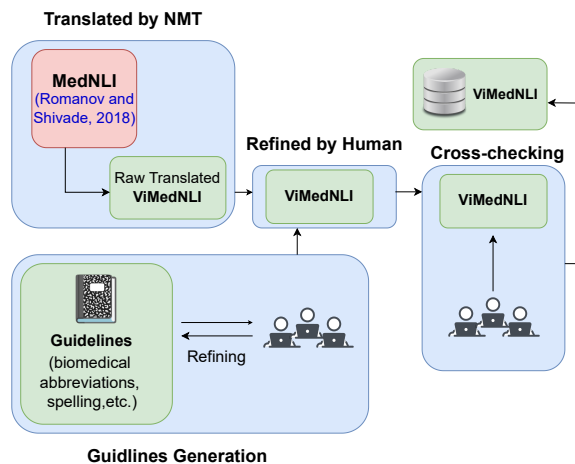 Translated by NMT
MedNLI
(Romanov and
Shivade, 2018)
Raw Translated
ViMedNLI
Refined by Human
ViMedNLI
ViMedNLI
Cross-checking
ViMedNLI
Guidelines
(biomedical
abbreviations,
spelling,etc.)
Refining
Guidlines Generation